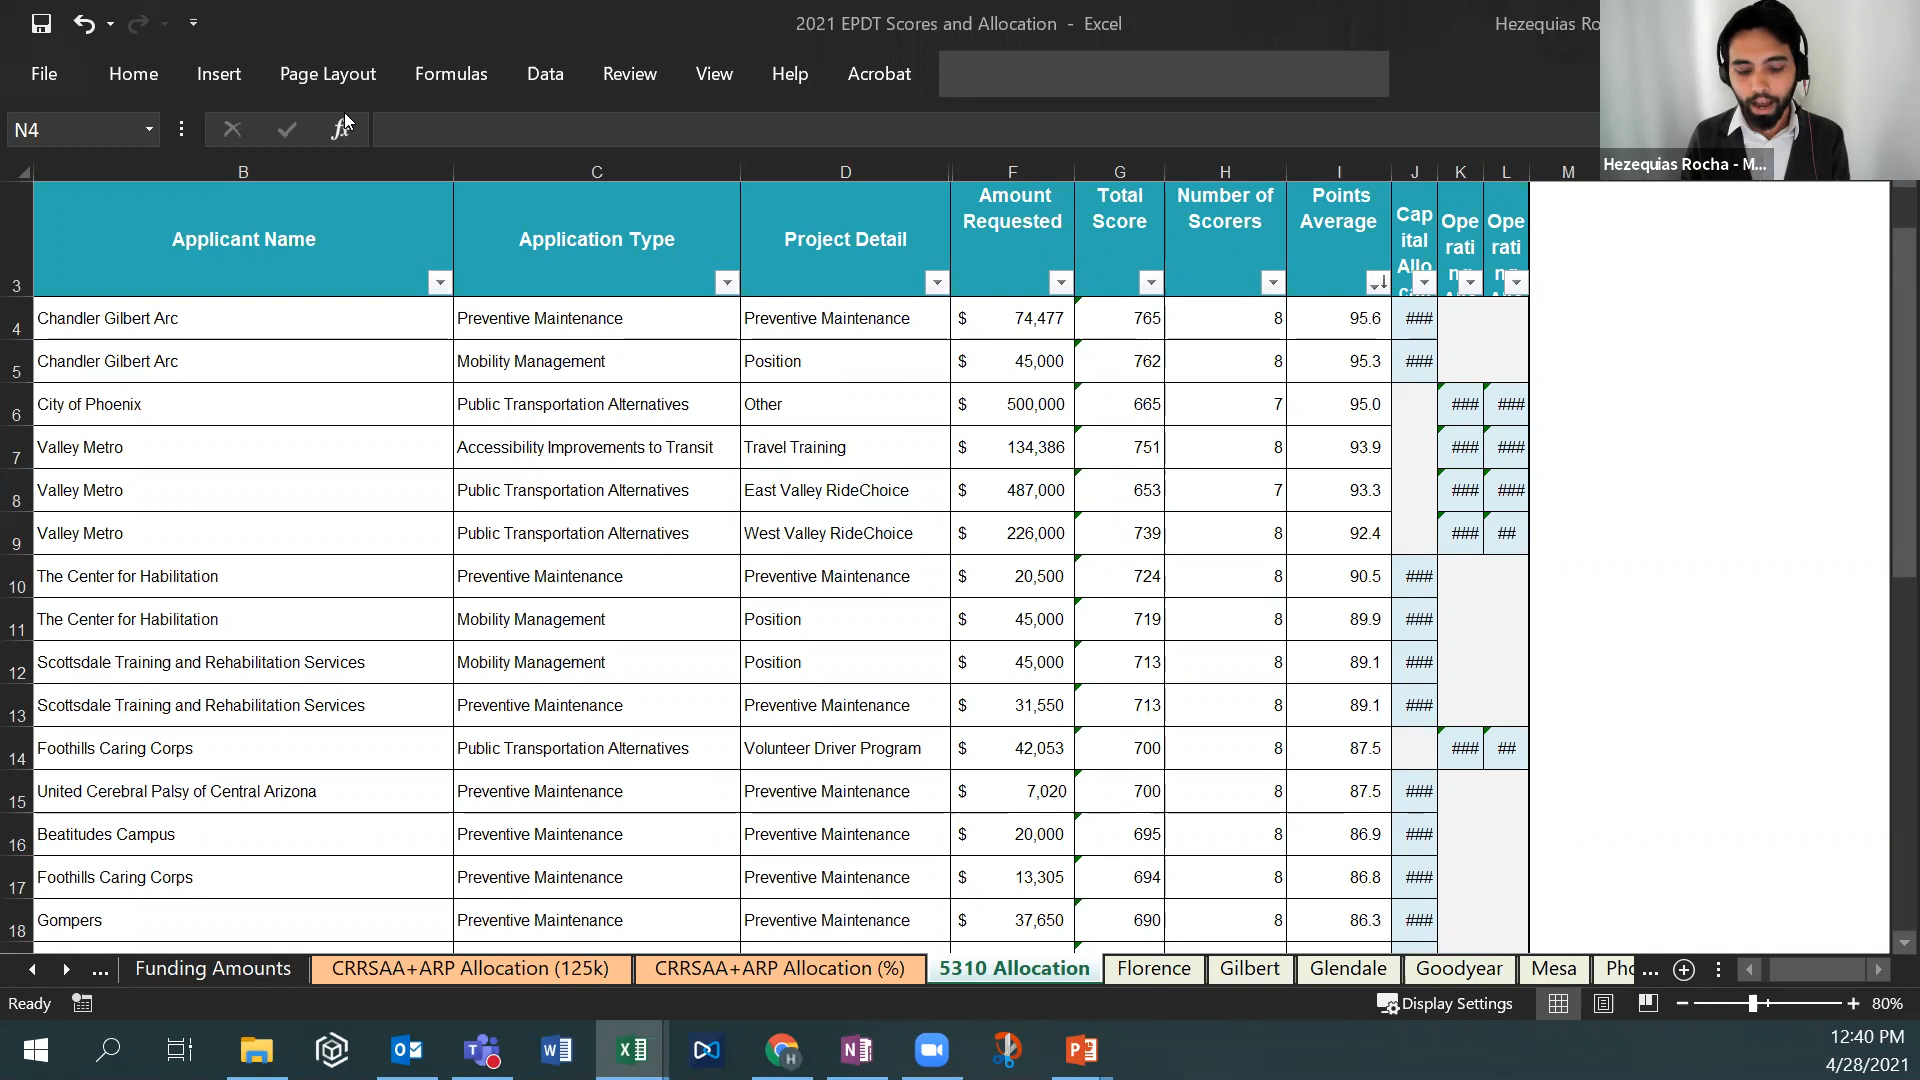 2021 EPDT Scores and Allocation - Excel
Hezequias Ro
File Home Insert Page Layout Formulas Data Review View Help Acrobat
N4
fx
Hezequias Rocha - M...
B C D F G H I J K L M
3 Applicant Name Application Type Project Detail Amount Requested Total Score Number of Scorers Points Average Capital Allo Operati Operati
4 Chandler Gilbert Arc Preventive Maintenance Preventive Maintenance $ 74,477 765 8 95.6 ###
5 Chandler Gilbert Arc Mobility Management Position $ 45,000 762 8 95.3 ###
6 City of Phoenix Public Transportation Alternatives Other $ 500,000 665 7 95.0 ### ###
7 Valley Metro Accessibility Improvements to Transit Travel Training $ 134,386 751 8 93.9 ### ###
8 Valley Metro Public Transportation Alternatives East Valley RideChoice $ 487,000 653 7 93.3 ### ###
9 Valley Metro Public Transportation Alternatives West Valley RideChoice $ 226,000 739 8 92.4 ### ##
10 The Center for Habilitation Preventive Maintenance Preventive Maintenance $ 20,500 724 8 90.5 ###
11 The Center for Habilitation Mobility Management Position $ 45,000 719 8 89.9 ###
12 Scottsdale Training and Rehabilitation Services Mobility Management Position $ 45,000 713 8 89.1 ###
13 Scottsdale Training and Rehabilitation Services Preventive Maintenance Preventive Maintenance $ 31,550 713 8 89.1 ###
14 Foothills Caring Corps Public Transportation Alternatives Volunteer Driver Program $ 42,053 700 8 87.5 ### ##
15 United Cerebral Palsy of Central Arizona Preventive Maintenance Preventive Maintenance $ 7,020 700 8 87.5 ###
16 Beatitudes Campus Preventive Maintenance Preventive Maintenance $ 20,000 695 8 86.9 ###
17 Foothills Caring Corps Preventive Maintenance Preventive Maintenance $ 13,305 694 8 86.8 ###
18 Gompers Preventive Maintenance Preventive Maintenance $ 37,650 690 8 86.3 ###
... Funding Amounts CRRSAA+ARP Allocation (125k) CRRSAA+ARP Allocation (%) 5310 Allocation Florence Gilbert Glendale Goodyear Mesa Pho ...
Ready Display Settings 80%
12:40 PM
4/28/2021